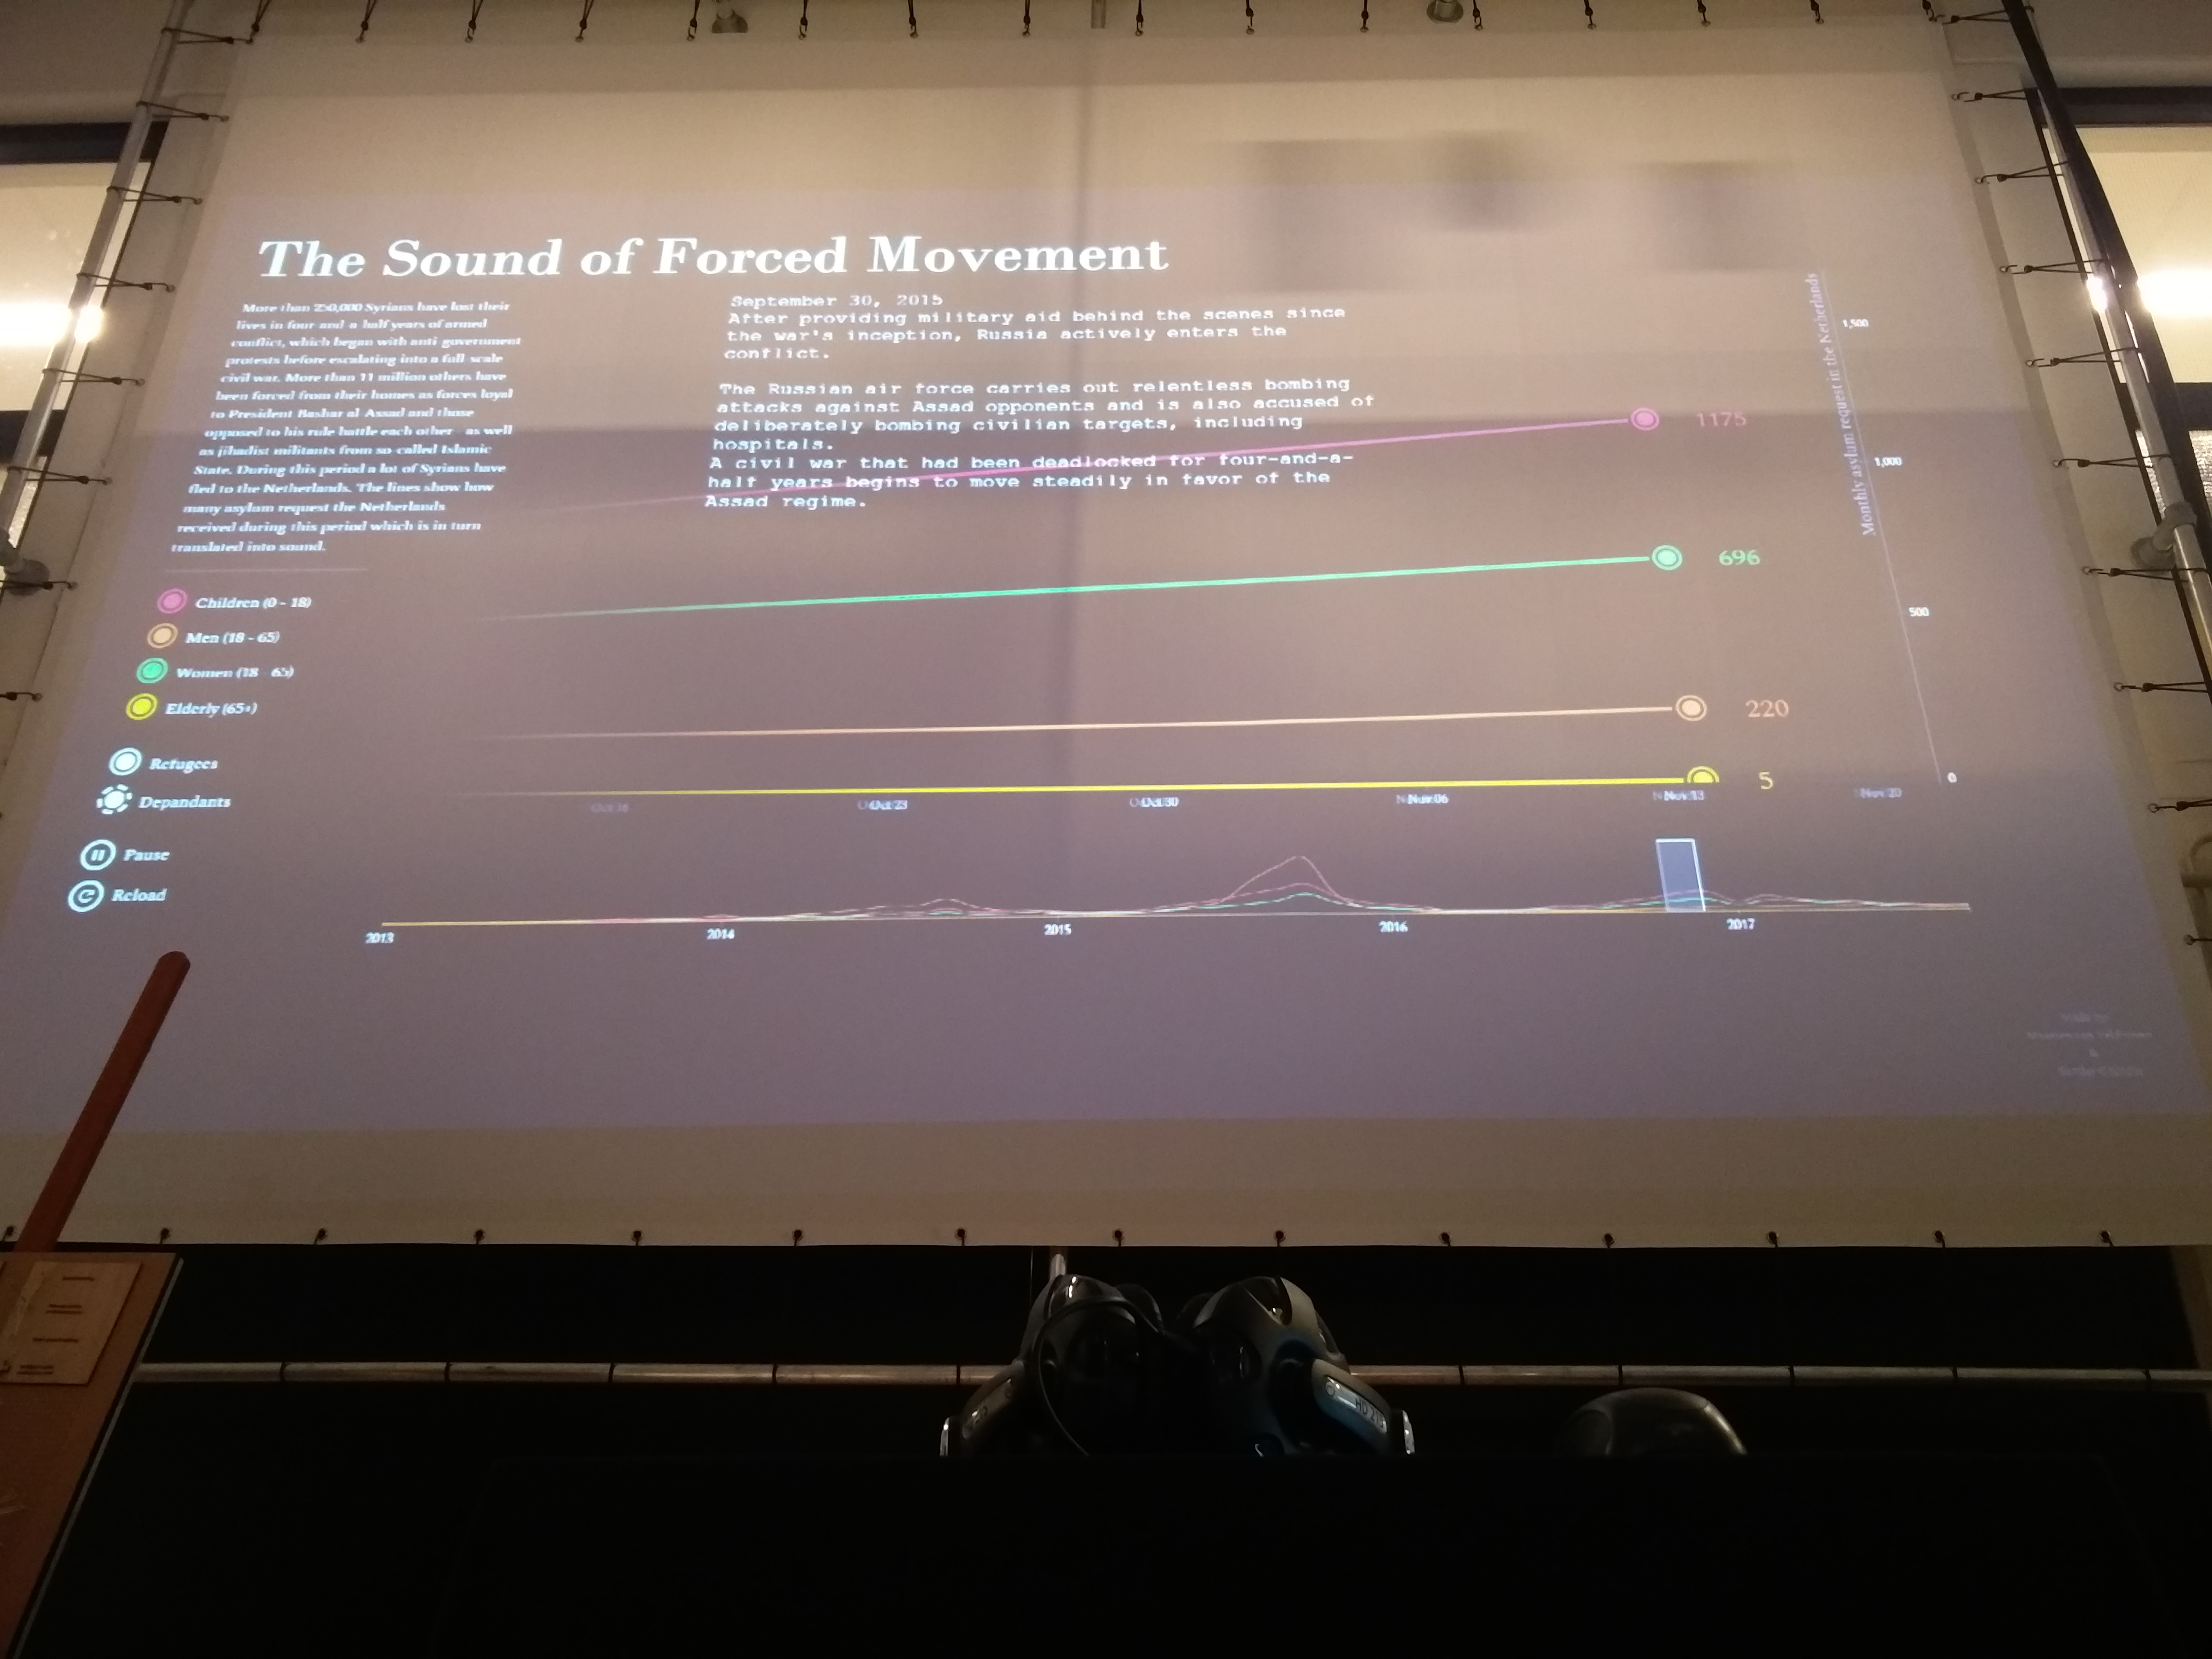 The Sound of Forced Movement
More than 250,000 Syrians have lost their
lives in four and a half years of armed
conflict, which began with anti government
protests before escalating into a full scale
civil war. More than 11 million others have
been forced from their homes as forces loyal
to President Bashar al Assad and those
opposed to his rule battle each other as well
as jihadist militants from so called Islamic
State. During this period a lot of Syrians have
fled to the Netherlands. The lines show how
many asylum request the Netherlands
received during this period which is in turn
translated into sound.
September 30, 2015
After providing military aid behind the scenes since
the war's inception, Russia actively enters the
conflict.
The Russian air force carries out relentless bombing
attacks against Assad opponents and is also accused of
deliberately bombing civilian targets, including
hospitals.
A civil war that had been deadlocked for four-and-a-
half years begins to move steadily in favor of the
Assad regime.
Children (0 - 18)
Men (18 - 65)
Women (18 65)
Elderly (65+)
Refugees
Depandants
Pause
Reload
1175
696
220
5
Monthly asylum request in the Netherlands
1,500
1,000
500
0
Oct 16
Oct 23
Oct 30
Nov 06
Nov 13
Nov 20
2013
2014
2015
2016
2017